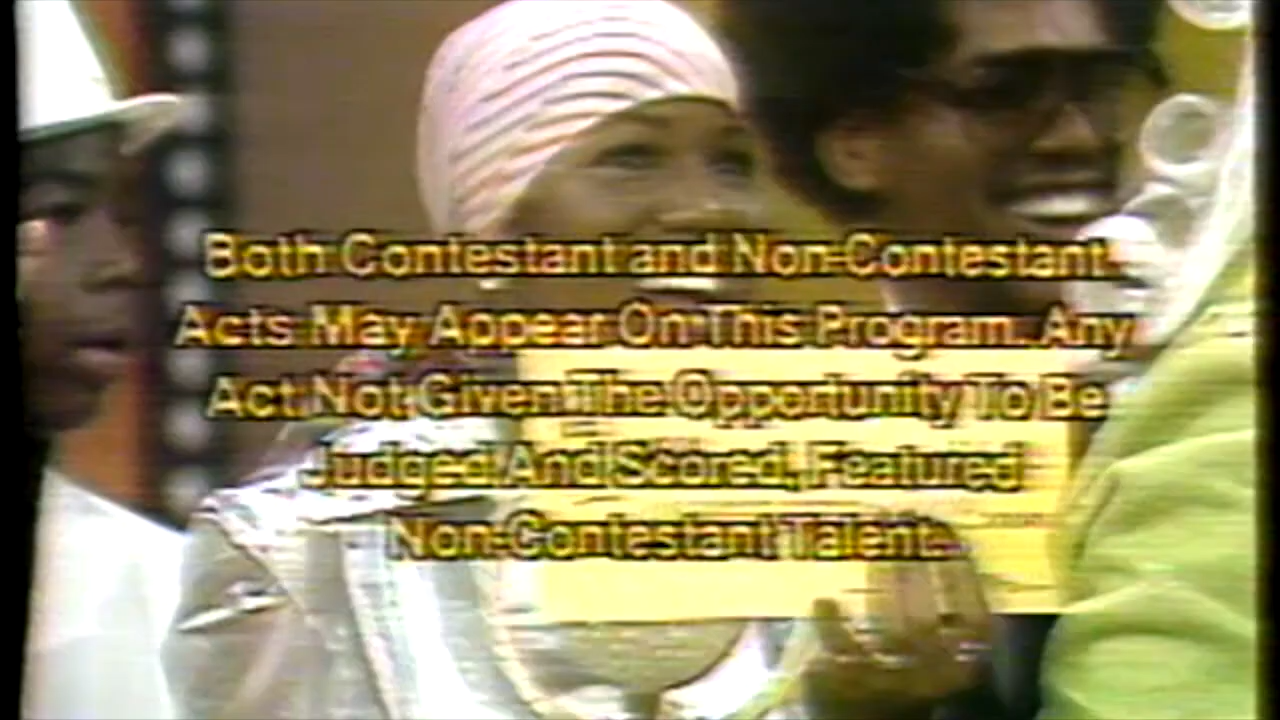 Both Contestant and Non-Contestant
Acts May Appear On This Program. Any
Act Not Given The Opportunity To Be
Judged And Scored, Featured
Non-Contestant Talent.